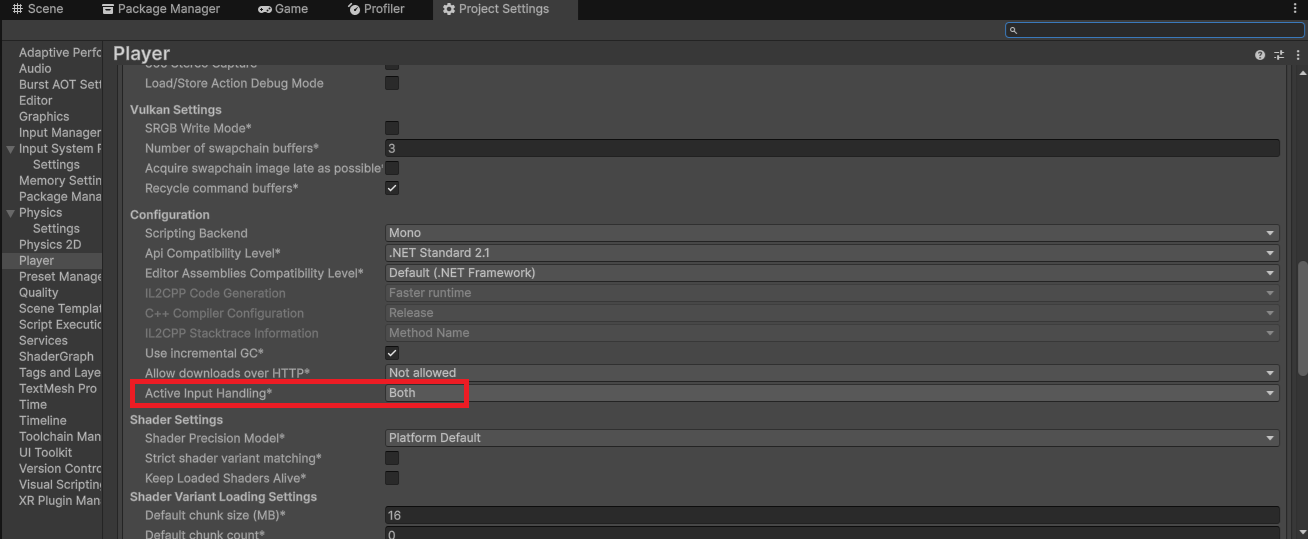 Scene Package Manager Game Profiler Project Settings
Player
Adaptive Perfc
Audio
Burst AOT Sett
Editor
Graphics
Input Manager
Input System P
Settings
Memory Settin
Package Mana
Physics
Settings
Physics 2D
Player
Preset Manage
Quality
Scene Templat
Script Executic
Services
ShaderGraph
Tags and Laye
TextMesh Pro
Time
Timeline
Toolchain Man
UI Toolkit
Version Contrc
Visual Scripting
XR Plugin Man
Load/Store Action Debug Mode
Vulkan Settings
SRGB Write Mode*
Number of swapchain buffers* 3
Acquire swapchain image late as possible*
Recycle command buffers*
Configuration
Scripting Backend Mono
Api Compatibility Level* .NET Standard 2.1
Editor Assemblies Compatibility Level* Default (.NET Framework)
IL2CPP Code Generation Faster runtime
C++ Compiler Configuration Release
IL2CPP Stacktrace Information Method Name
Use incremental GC*
Allow downloads over HTTP* Not allowed
Active Input Handling* Both
Shader Settings
Shader Precision Model* Platform Default
Strict shader variant matching*
Keep Loaded Shaders Alive*
Shader Variant Loading Settings
Default chunk size (MB)* 16
Default chunk count* 0